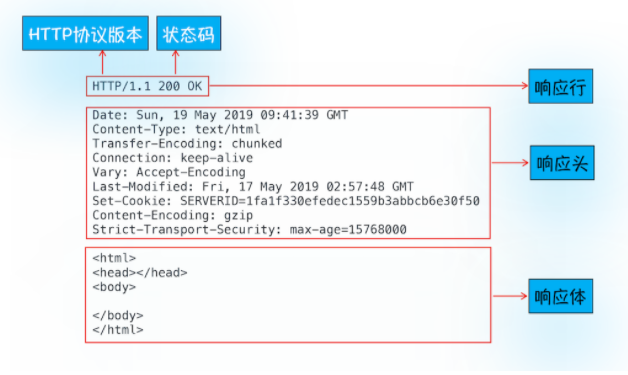 HTTP协议版本 状态码
HTTP/1.1 200 OK
响应行
Date: Sun, 19 May 2019 09:41:39 GMT
Content-Type: text/html
Transfer-Encoding: chunked
Connection: keep-alive
Vary: Accept-Encoding
Last-Modified: Fri, 17 May 2019 02:57:48 GMT
Set-Cookie: SERVERID=1fa1f330efedec1559b3abbcb6e30f50
Content-Encoding: gzip
Strict-Transport-Security: max-age=15768000
响应头
<html>
<head></head>
<body>
</body>
</html>
响应体